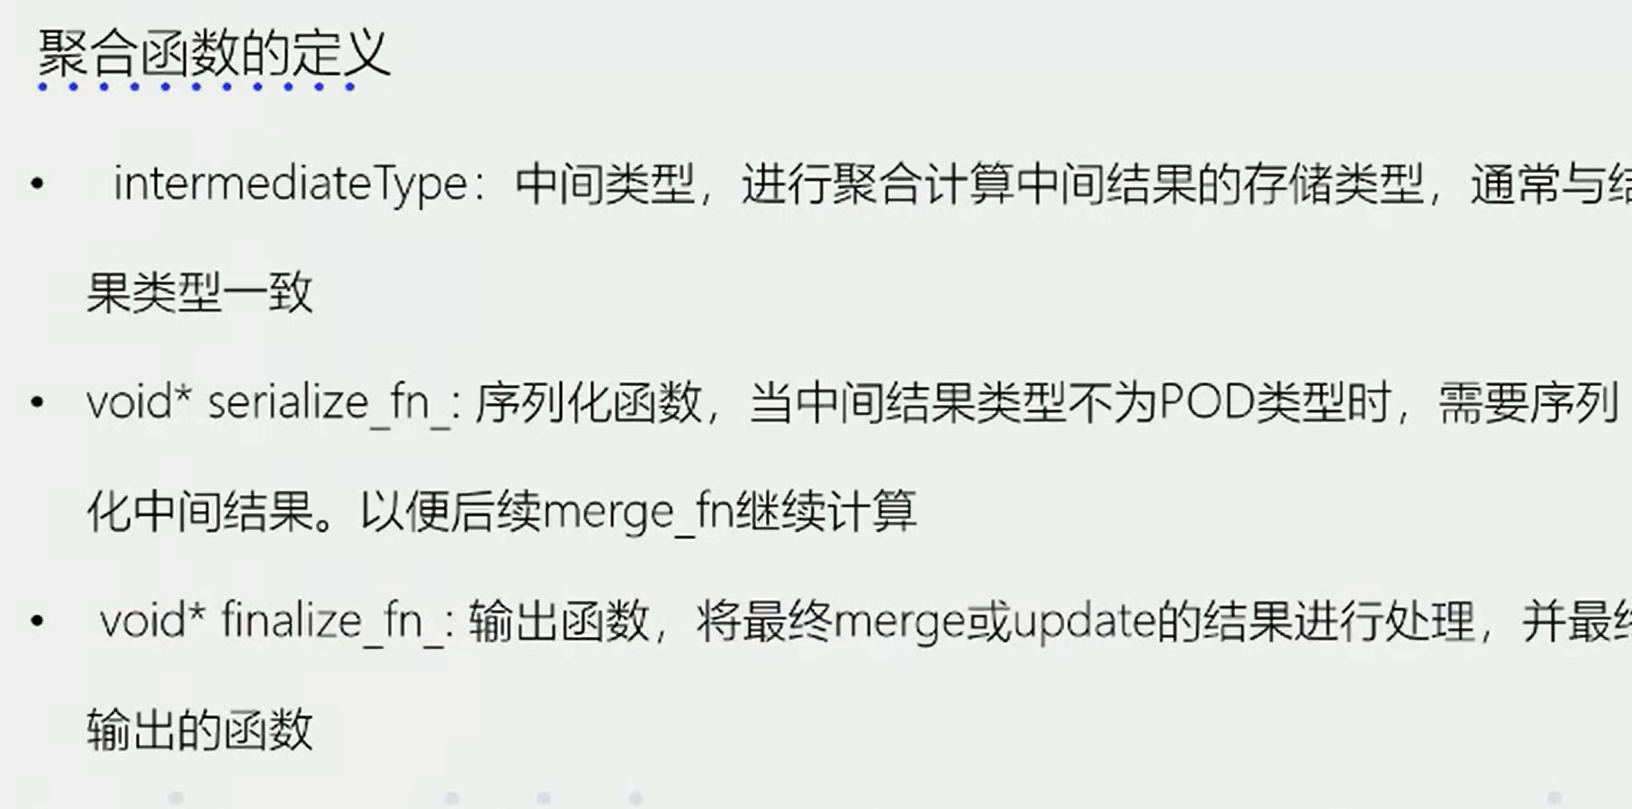 聚合函数的定义
• intermediateType：中间类型，进行聚合计算中间结果的存储类型，通常与结
果类型一致
• void* serialize_fn_: 序列化函数，当中间结果类型不为POD类型时，需要序列
化中间结果。以便后续merge_fn继续计算
• void* finalize_fn_: 输出函数，将最终merge或update的结果进行处理，并最终
输出的函数